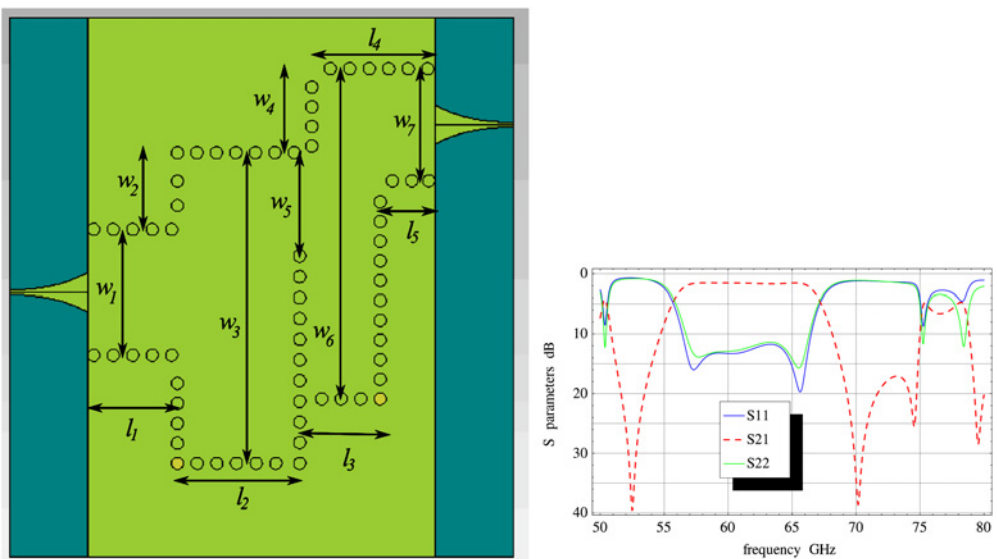 l4
w4
w7
w2
w5
l5
w1
w3
w6
l1
l3
l2
0
10
20
30
40
S parameters dB
S11
S21
S22
50 55 60 65 70 75 80
frequency GHz